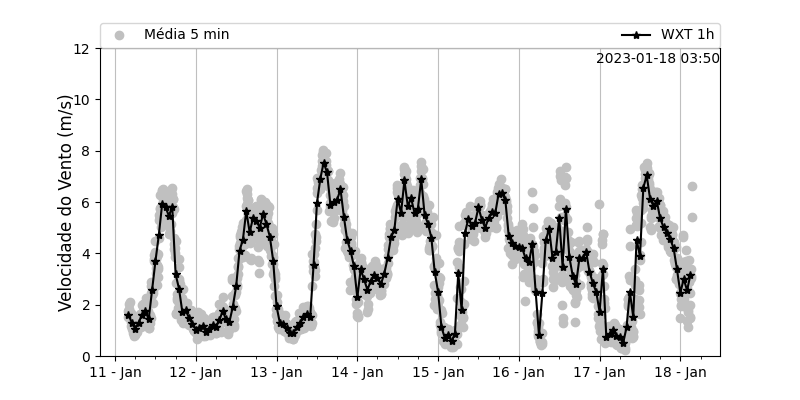 Média 5 min
WXT 1h
2023-01-18 03:50
Velocidade do Vento (m/s)
12
10
8
6
4
2
0
11 - Jan
12 - Jan
13 - Jan
14 - Jan
15 - Jan
16 - Jan
17 - Jan
18 - Jan